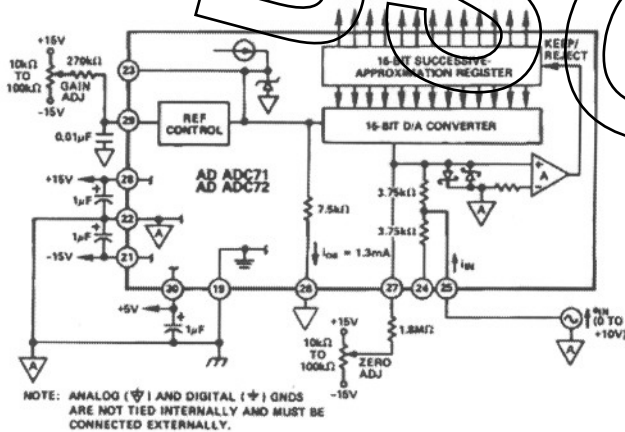 +15V
10kΩ
TO
100kΩ
-15V
270kΩ
GAIN
ADJ
0.01μF
23
29
REF
CONTROL
16-BIT SUCCESSIVE-
APPROXIMATION REGISTER
KEEP/
REJECT
16-BIT D/A CONVERTER
AD ADC71
AD ADC72
+15V
28
1μF
22
A
1μF
-15V
21
7.5kΩ
3.75kΩ
3.75kΩ
A
A
iOS = 1.3mA
iIN
+5V
1μF
19
27
24
25
A
+15V
10kΩ
TO
100kΩ
-15V
ZERO
ADJ
1.8MΩ
(0 TO
+10V)
A
NOTE: ANALOG ( ) AND DIGITAL ( ) GNDS
ARE NOT TIED INTERNALLY AND MUST BE
CONNECTED EXTERNALLY.